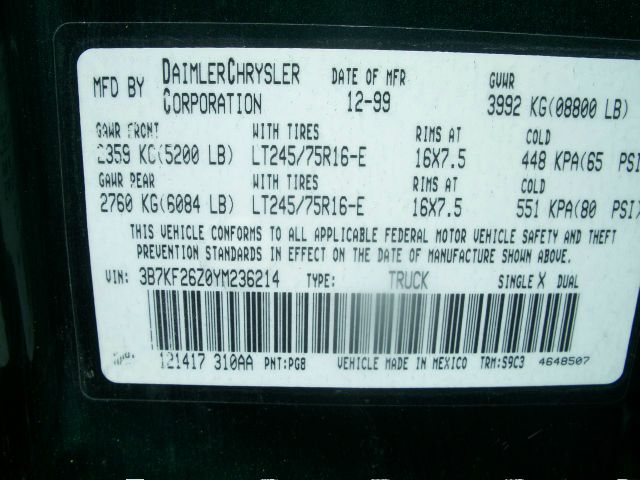 MFD BY DAIMLERCHRYSLER CORPORATION DATE OF MFR 12-99 GVWR 3992 KG(08800 LB)
GAWR FRONT WITH TIRES RIMS AT COLD
2359 KG(5200 LB) LT245/75R16-E 16X7.5 448 KPA(65 PSI
GAWR REAR WITH TIRES RIMS AT COLD
2760 KG(6084 LB) LT245/75R16-E 16X7.5 551 KPA(80 PSI)
THIS VEHICLE CONFORMS TO ALL APPLICABLE FEDERAL MOTOR VEHICLE SAFETY AND THEFT
PREVENTION STANDARDS IN EFFECT ON THE DATE OF MANUFACTURE SHOWN ABOVE.
VIN: 3B7KF26Z0YM236214 TYPE: TRUCK SINGLE X DUAL
121417 310AA PNT:PG8 VEHICLE MADE IN MEXICO TRM:S9C3 4648507